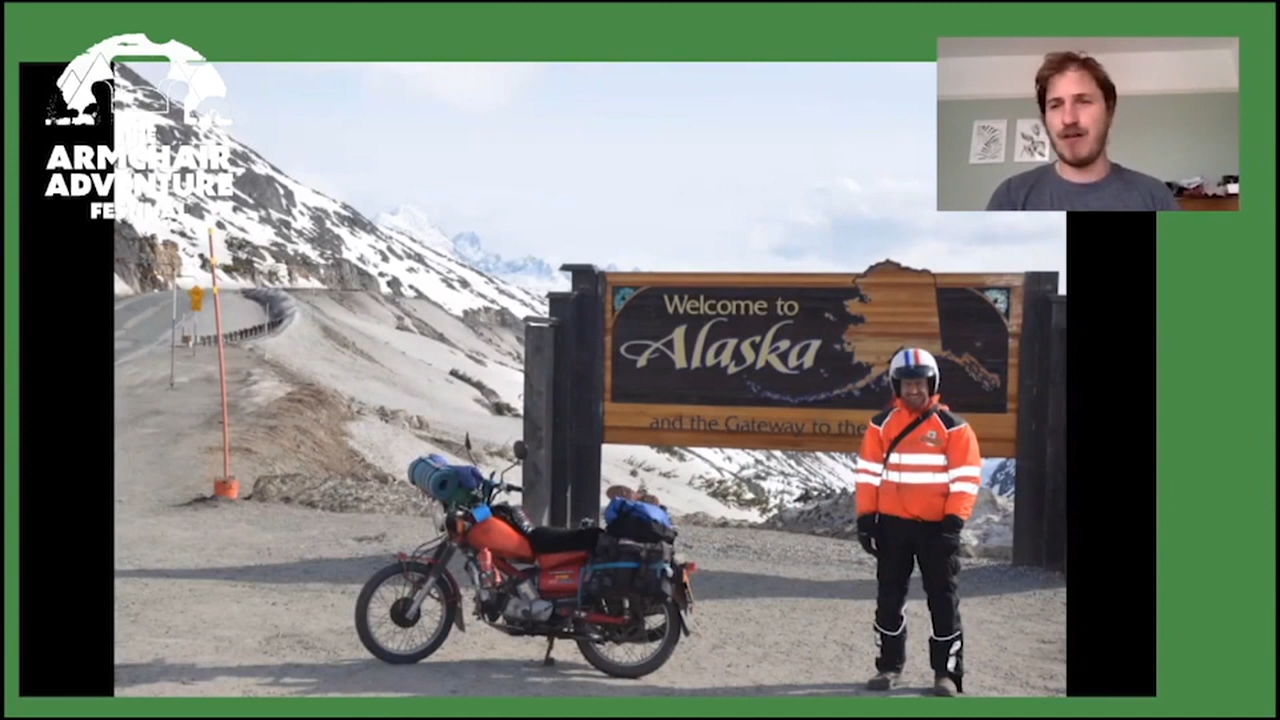 THE
ARMCHAIR
ADVENTURE
FESTIVAL
Welcome to
Alaska
and the Gateway to the